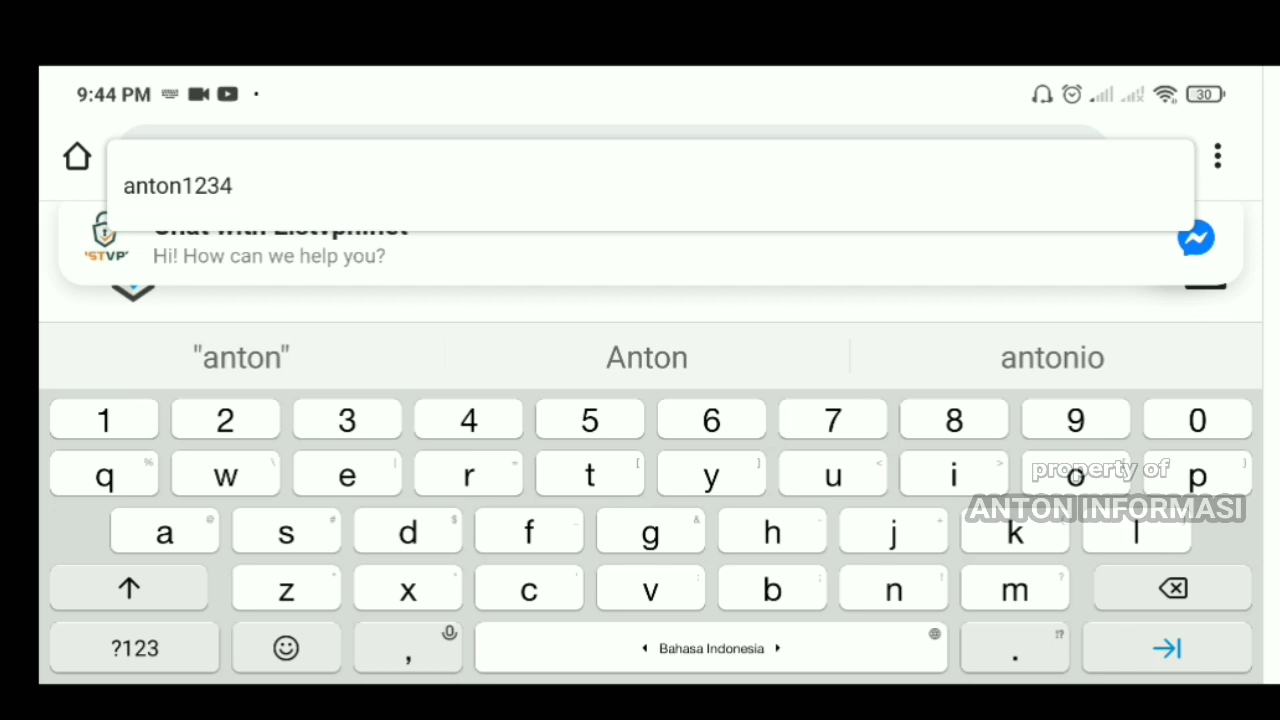 9:44 PM
30
anton1234
Hi! How can we help you?
STVP
"anton" Anton antonio
1 2 3 4 5 6 7 8 9 0
q w e r t y u i o p
property of
ANTON INFORMASI
a s d f g h j k l
z x c v b n m
?123 , Bahasa Indonesia .